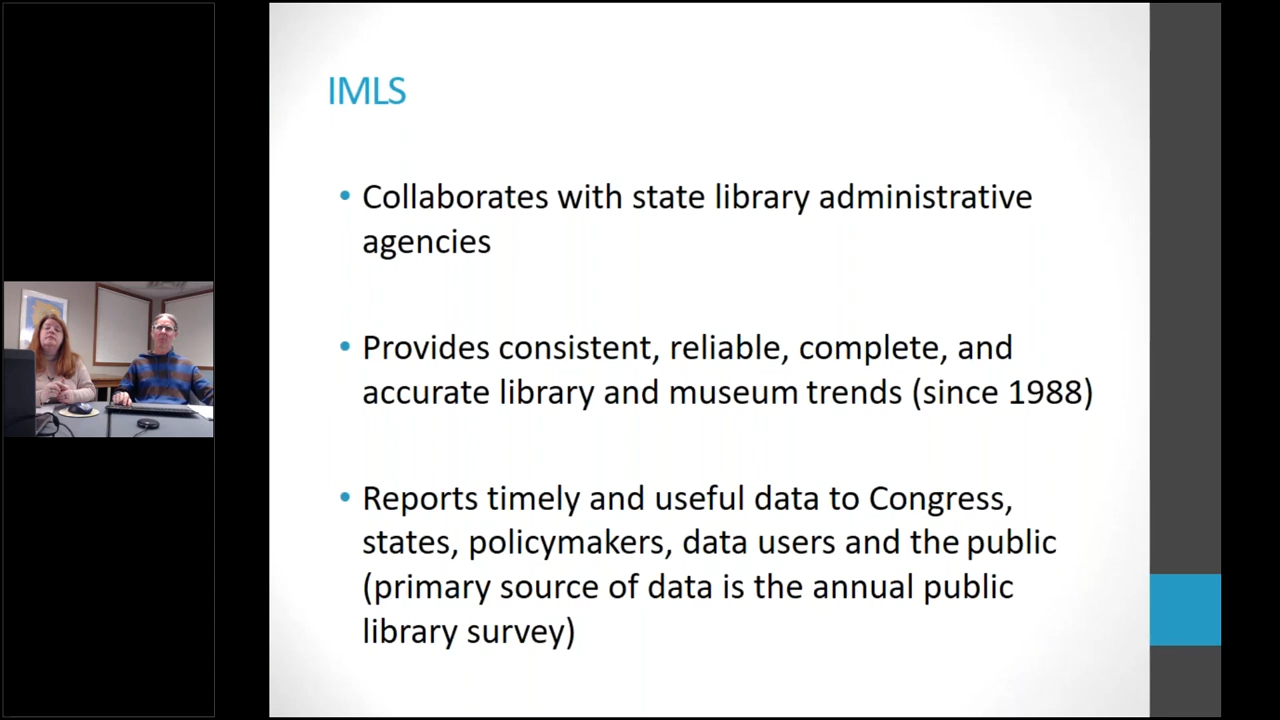 IMLS
• Collaborates with state library administrative
agencies
• Provides consistent, reliable, complete, and
accurate library and museum trends (since 1988)
• Reports timely and useful data to Congress,
states, policymakers, data users and the public
(primary source of data is the annual public
library survey)